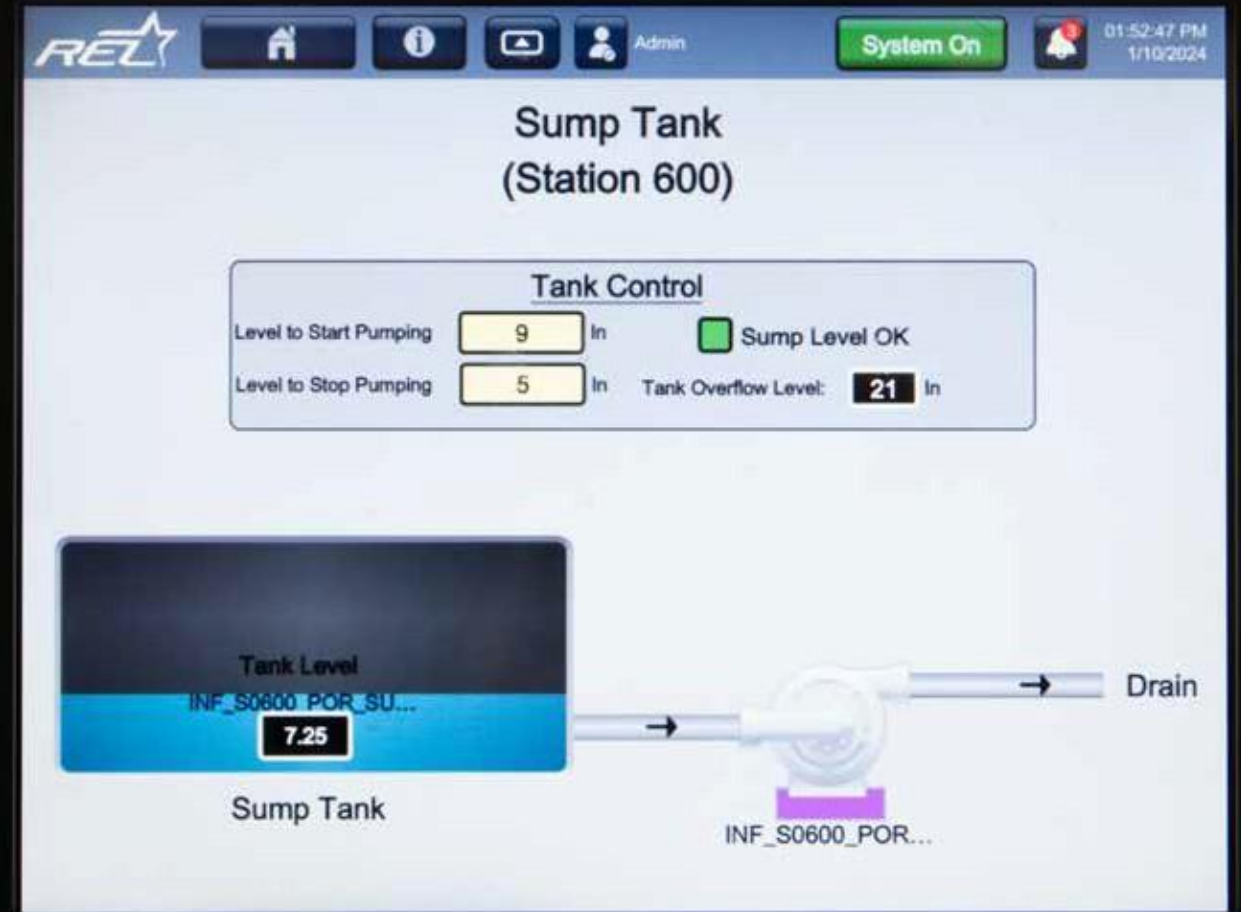 REL
Admin
System On
3
01:52:47 PM
1/10/2024
Sump Tank
(Station 600)
Tank Control
Level to Start Pumping 9 In
Sump Level OK
Level to Stop Pumping 5 In
Tank Overflow Level: 21 In
Tank Level
INF_S0600_POR_SU...
7.25
Sump Tank
Drain
INF_S0600_POR...